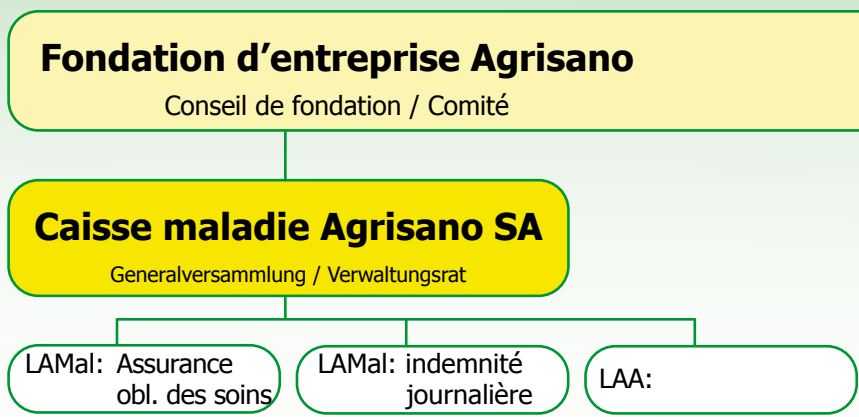 Fondation d’entreprise Agrisano
Conseil de fondation / Comité
Caisse maladie Agrisano SA
Generalversammlung / Verwaltungsrat
LAMal: Assurance
obl. des soins
LAMal: indemnité
journalière
LAA: